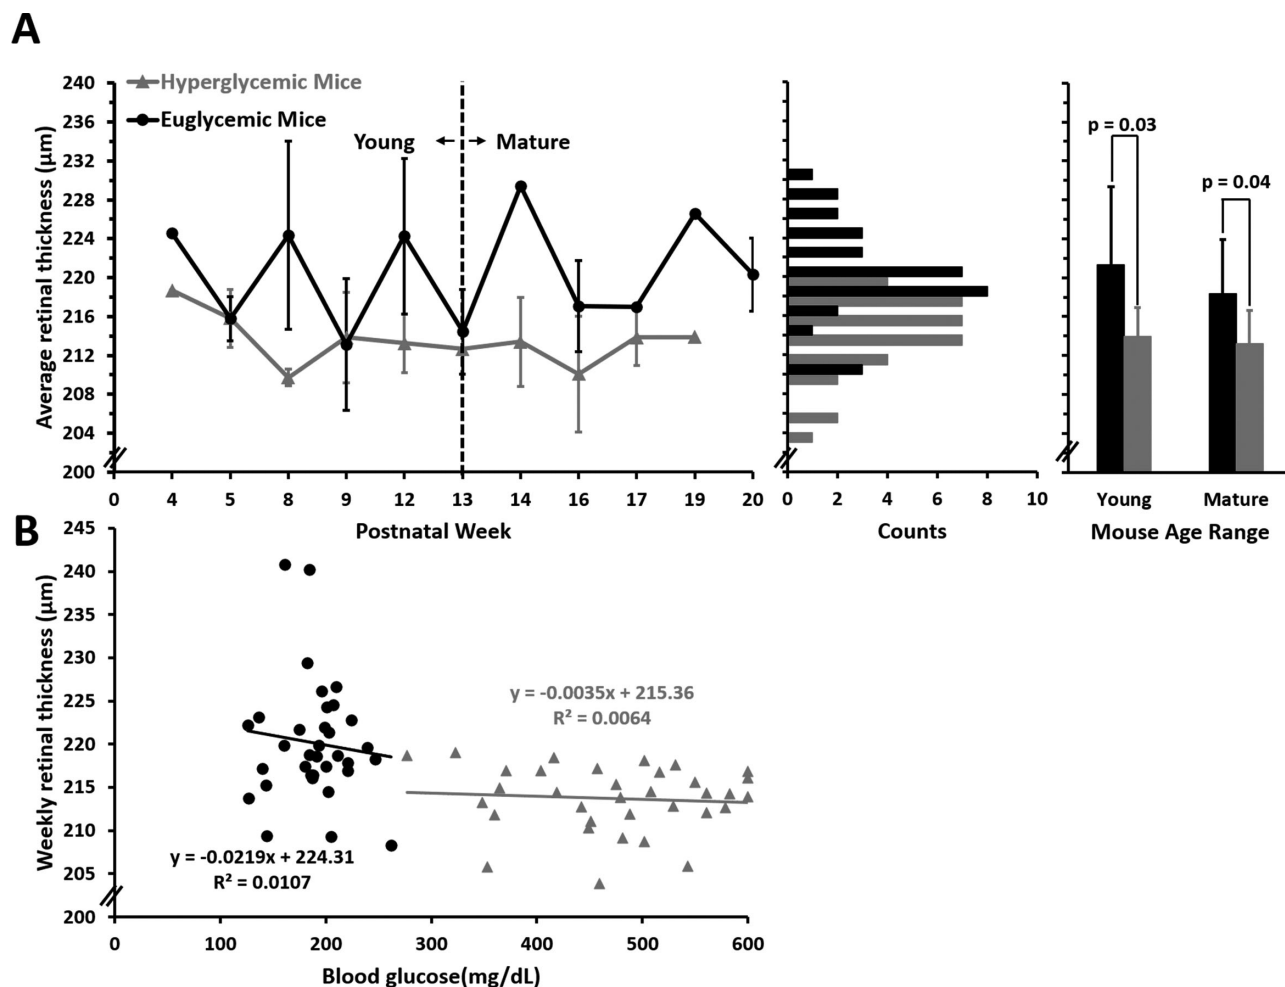 A
Hyperglycemic Mice
Euglycemic Mice
Young
Mature
Average retinal thickness (µm)
240
236
232
228
224
220
216
212
208
204
200
0 4 5 8 9 12 13 14 16 17 19 20
Postnatal Week
0 2 4 6 8 10
Counts
p = 0.03
p = 0.04
Young Mature
Mouse Age Range
B
Weekly retinal thickness (µm)
245
240
235
230
225
220
215
210
205
200
y = -0.0035x + 215.36
R² = 0.0064
y = -0.0219x + 224.31
R² = 0.0107
0 100 200 300 400 500 600
Blood glucose(mg/dL)